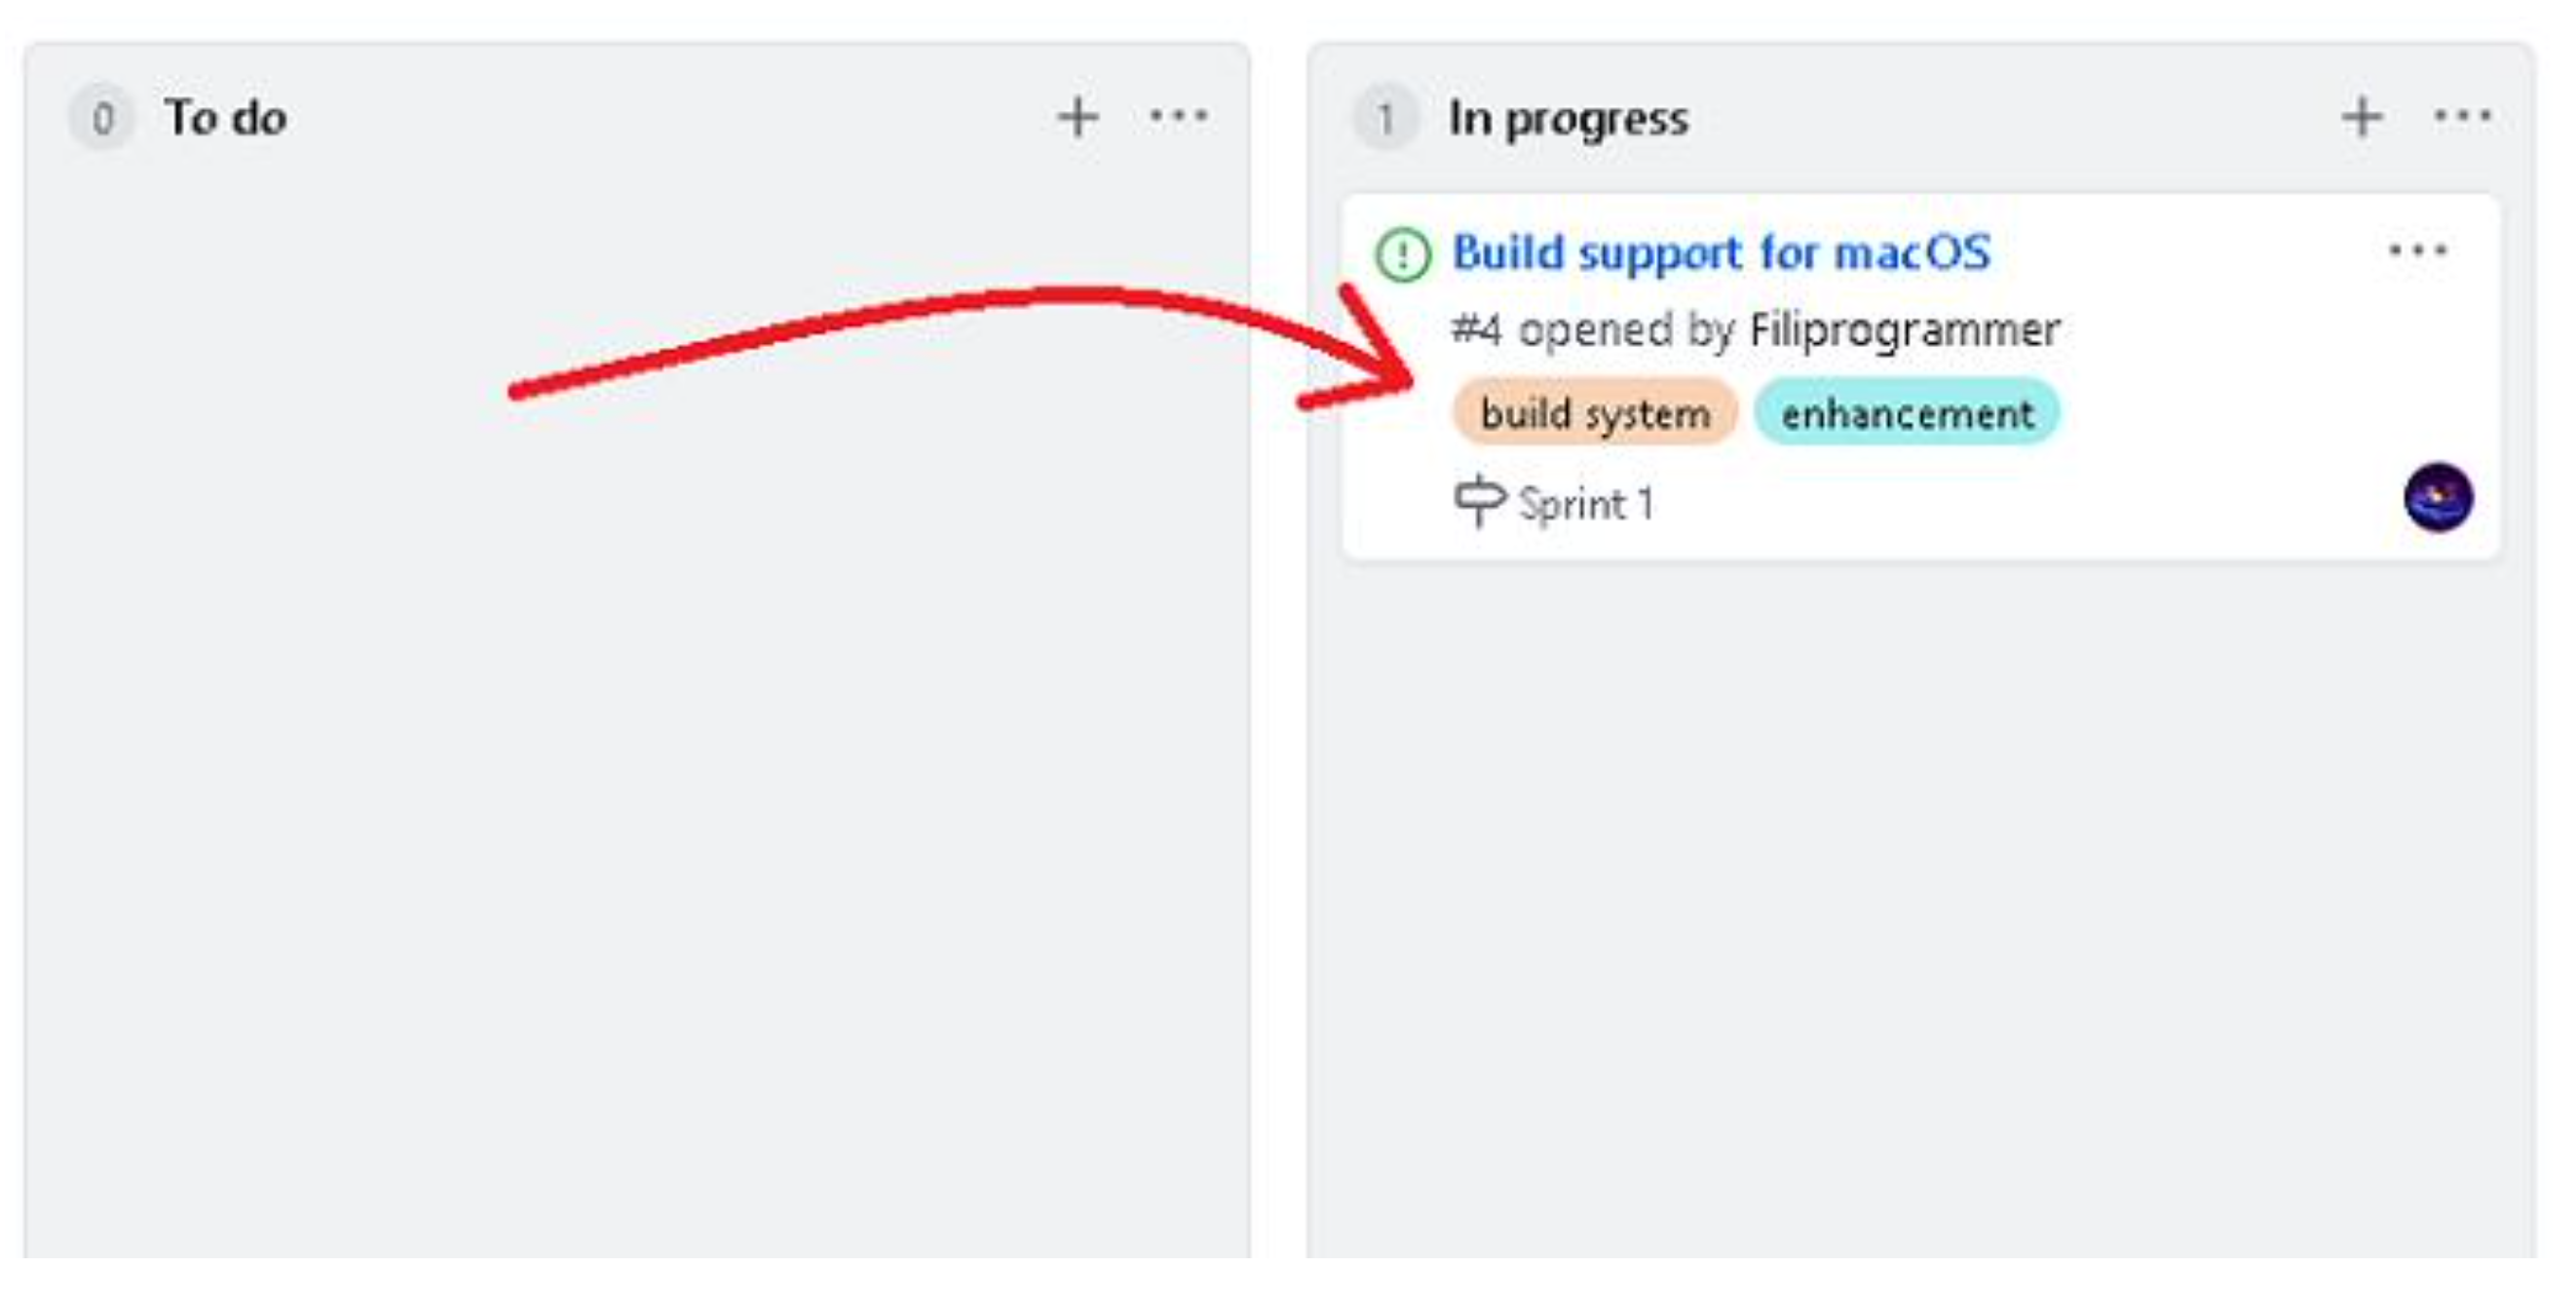 0 To do
1 In progress
Build support for macOS
#4 opened by Filiprogrammer
build system enhancement
Sprint 1